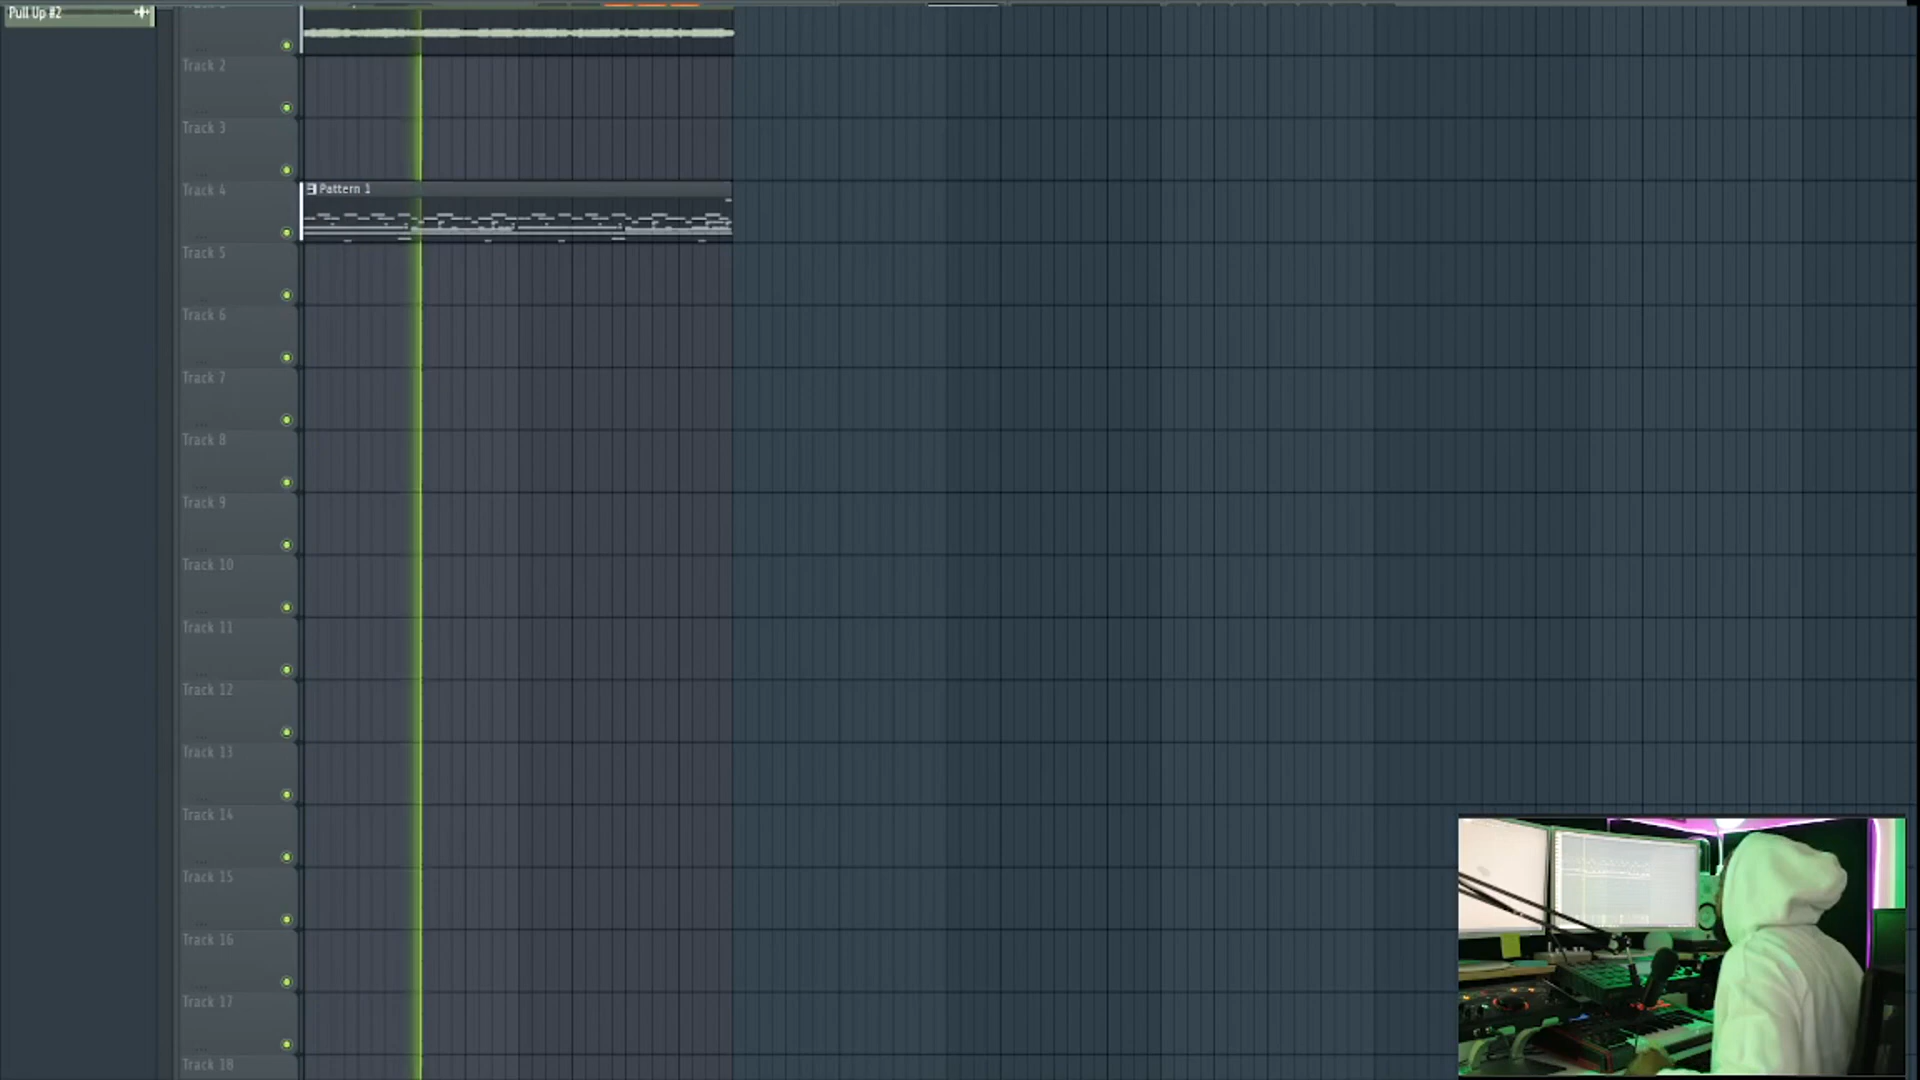 Pull Up #2
Track 2
Track 3
Track 4
Pattern 1
Track 5
Track 6
Track 7
Track 8
Track 9
Track 10
Track 11
Track 12
Track 13
Track 14
Track 15
Track 16
Track 17
Track 18